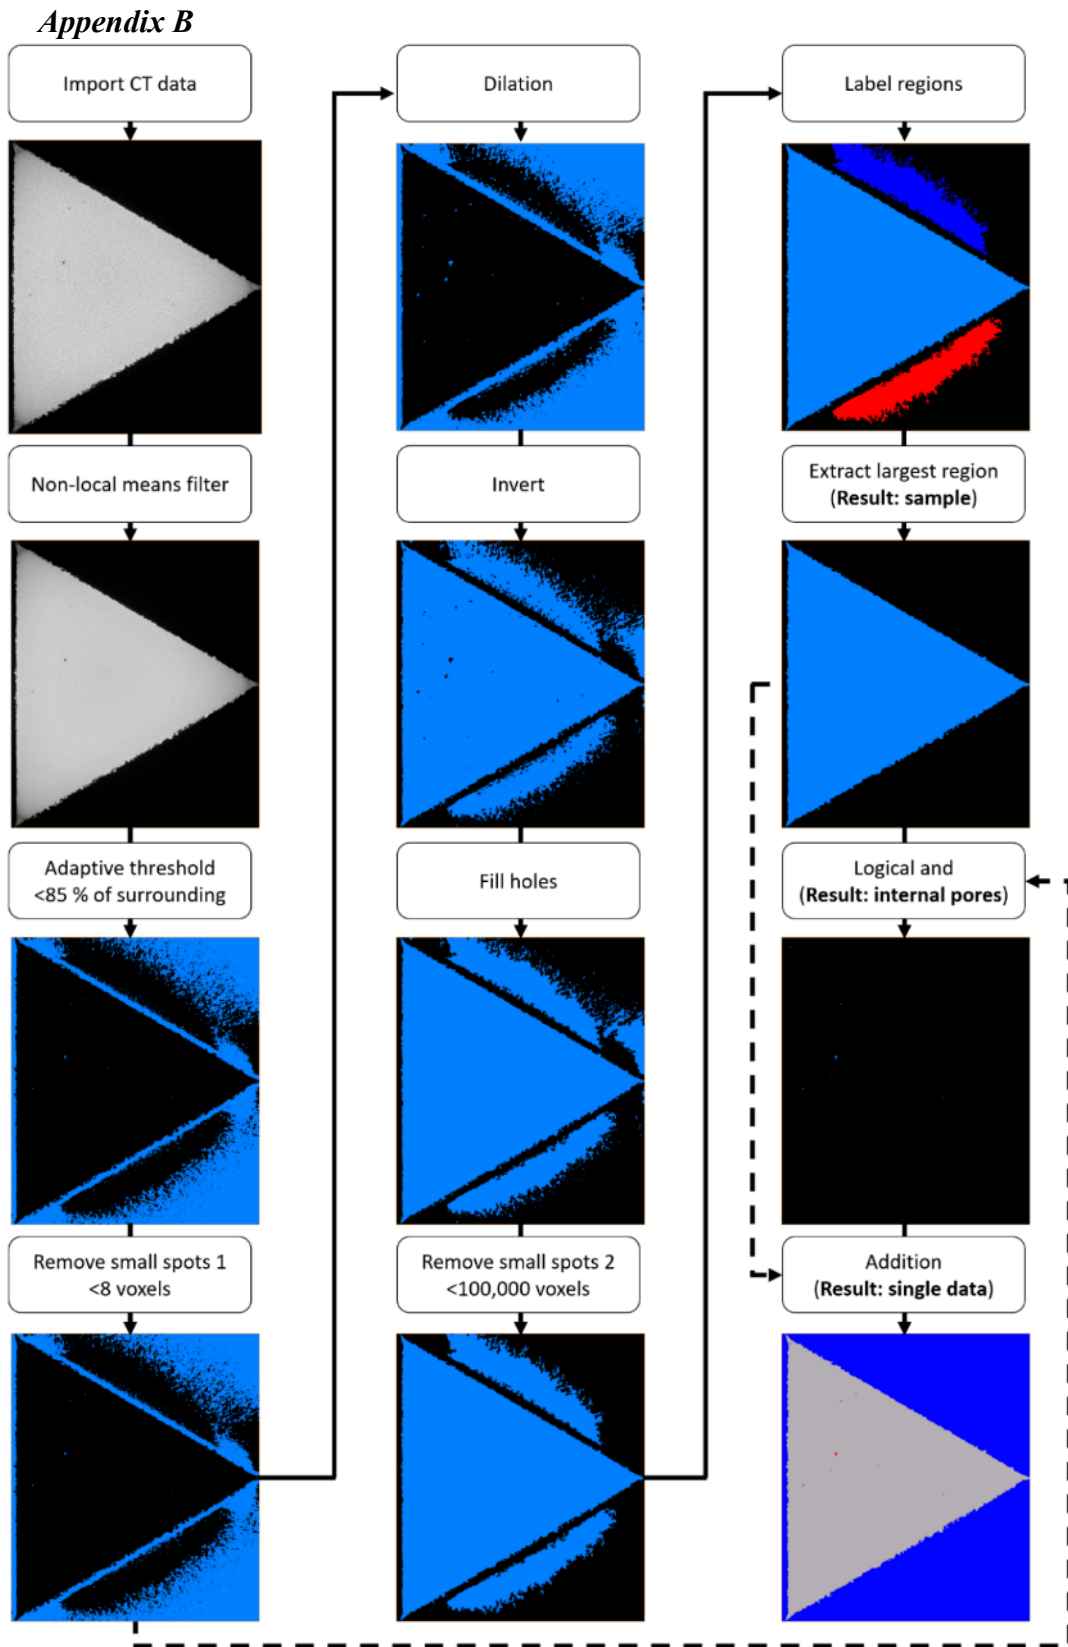 Appendix B
Import CT data
Non-local means filter
Adaptive threshold
<85 % of surrounding
Remove small spots 1
<8 voxels
Dilation
Invert
Fill holes
Remove small spots 2
<100,000 voxels
Label regions
Extract largest region
(Result: sample)
Logical and
(Result: internal pores)
Addition
(Result: single data)